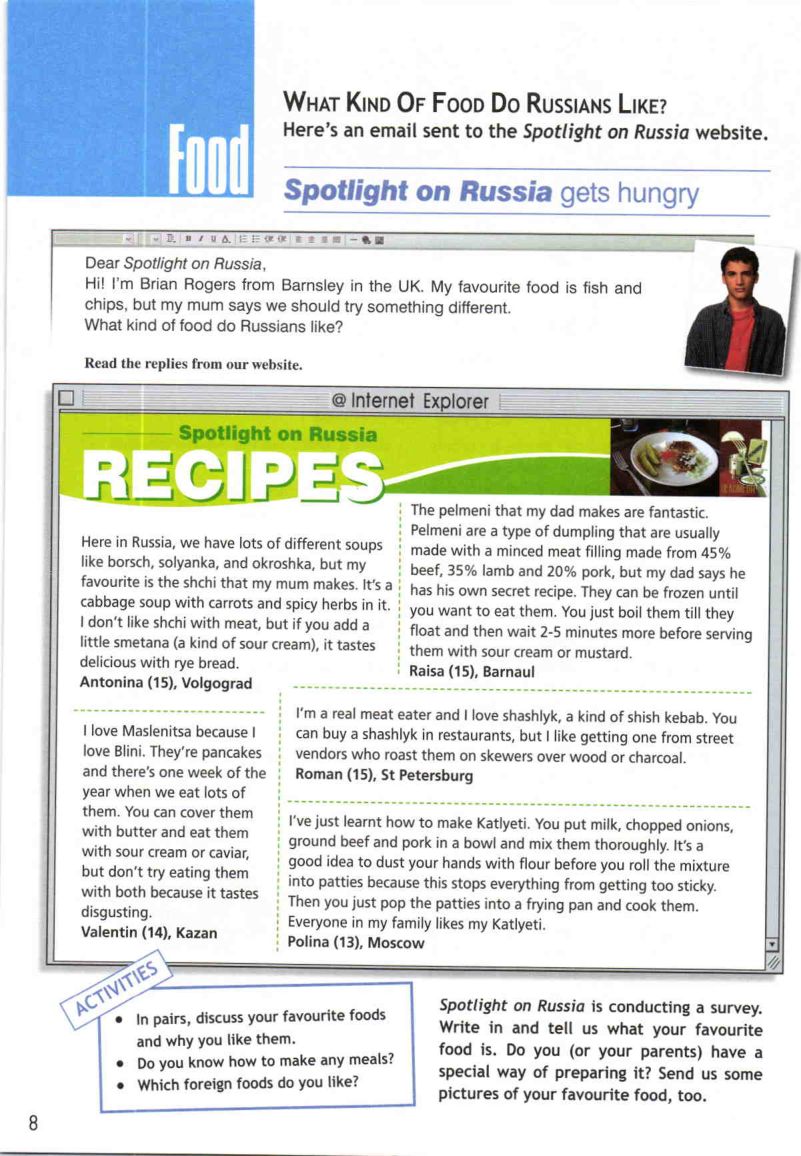 Food
WHAT KIND OF FOOD DO RUSSIANS LIKE?
Here's an email sent to the Spotlight on Russia website.
Spotlight on Russia gets hungry
Dear Spotlight on Russia,
Hi! I'm Brian Rogers from Barnsley in the UK. My favourite food is fish and
chips, but my mum says we should try something different.
What kind of food do Russians like?
Read the replies from our website.
@ Internet Explorer
Spotlight on Russia
RECIPES
Here in Russia, we have lots of different soups
like borsch, solyanka, and okroshka, but my
favourite is the shchi that my mum makes. It's a
cabbage soup with carrots and spicy herbs in it.
I don't like shchi with meat, but if you add a
little smetana (a kind of sour cream), it tastes
delicious with rye bread.
Antonina (15), Volgograd
The pelmeni that my dad makes are fantastic.
Pelmeni are a type of dumpling that are usually
made with a minced meat filling made from 45%
beef, 35% lamb and 20% pork, but my dad says he
has his own secret recipe. They can be frozen until
you want to eat them. You just boil them till they
float and then wait 2-5 minutes more before serving
them with sour cream or mustard.
Raisa (15), Barnaul
I love Maslenitsa because I
love Blini. They're pancakes
and there's one week of the
year when we eat lots of
them. You can cover them
with butter and eat them
with sour cream or caviar,
but don't try eating them
with both because it tastes
disgusting.
Valentin (14), Kazan
I'm a real meat eater and I love shashlyk, a kind of shish kebab. You
can buy a shashlyk in restaurants, but I like getting one from street
vendors who roast them on skewers over wood or charcoal.
Roman (15), St Petersburg
I've just learnt how to make Katlyeti. You put milk, chopped onions,
ground beef and pork in a bowl and mix them thoroughly. It's a
good idea to dust your hands with flour before you roll the mixture
into patties because this stops everything from getting too sticky.
Then you just pop the patties into a frying pan and cook them.
Everyone in my family likes my Katlyeti.
Polina (13), Moscow
ACTIVITIES
• In pairs, discuss your favourite foods
and why you like them.
• Do you know how to make any meals?
• Which foreign foods do you like?
Spotlight on Russia is conducting a survey.
Write in and tell us what your favourite
food is. Do you (or your parents) have a
special way of preparing it? Send us some
pictures of your favourite food, too.
8